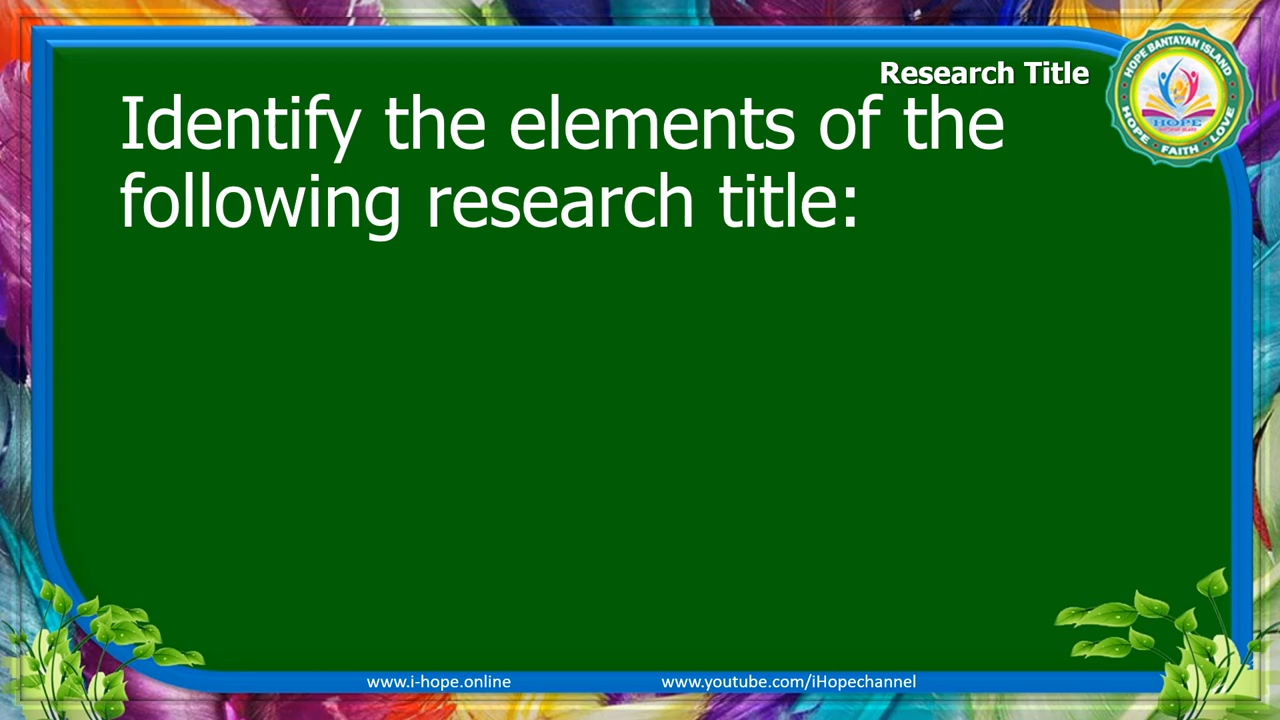 Research Title
HOPE BANTAYAN ISLAND
HOPE
HOPE • FAITH • LOVE
Identify the elements of the
following research title:
www.i-hope.online
www.youtube.com/iHopechannel